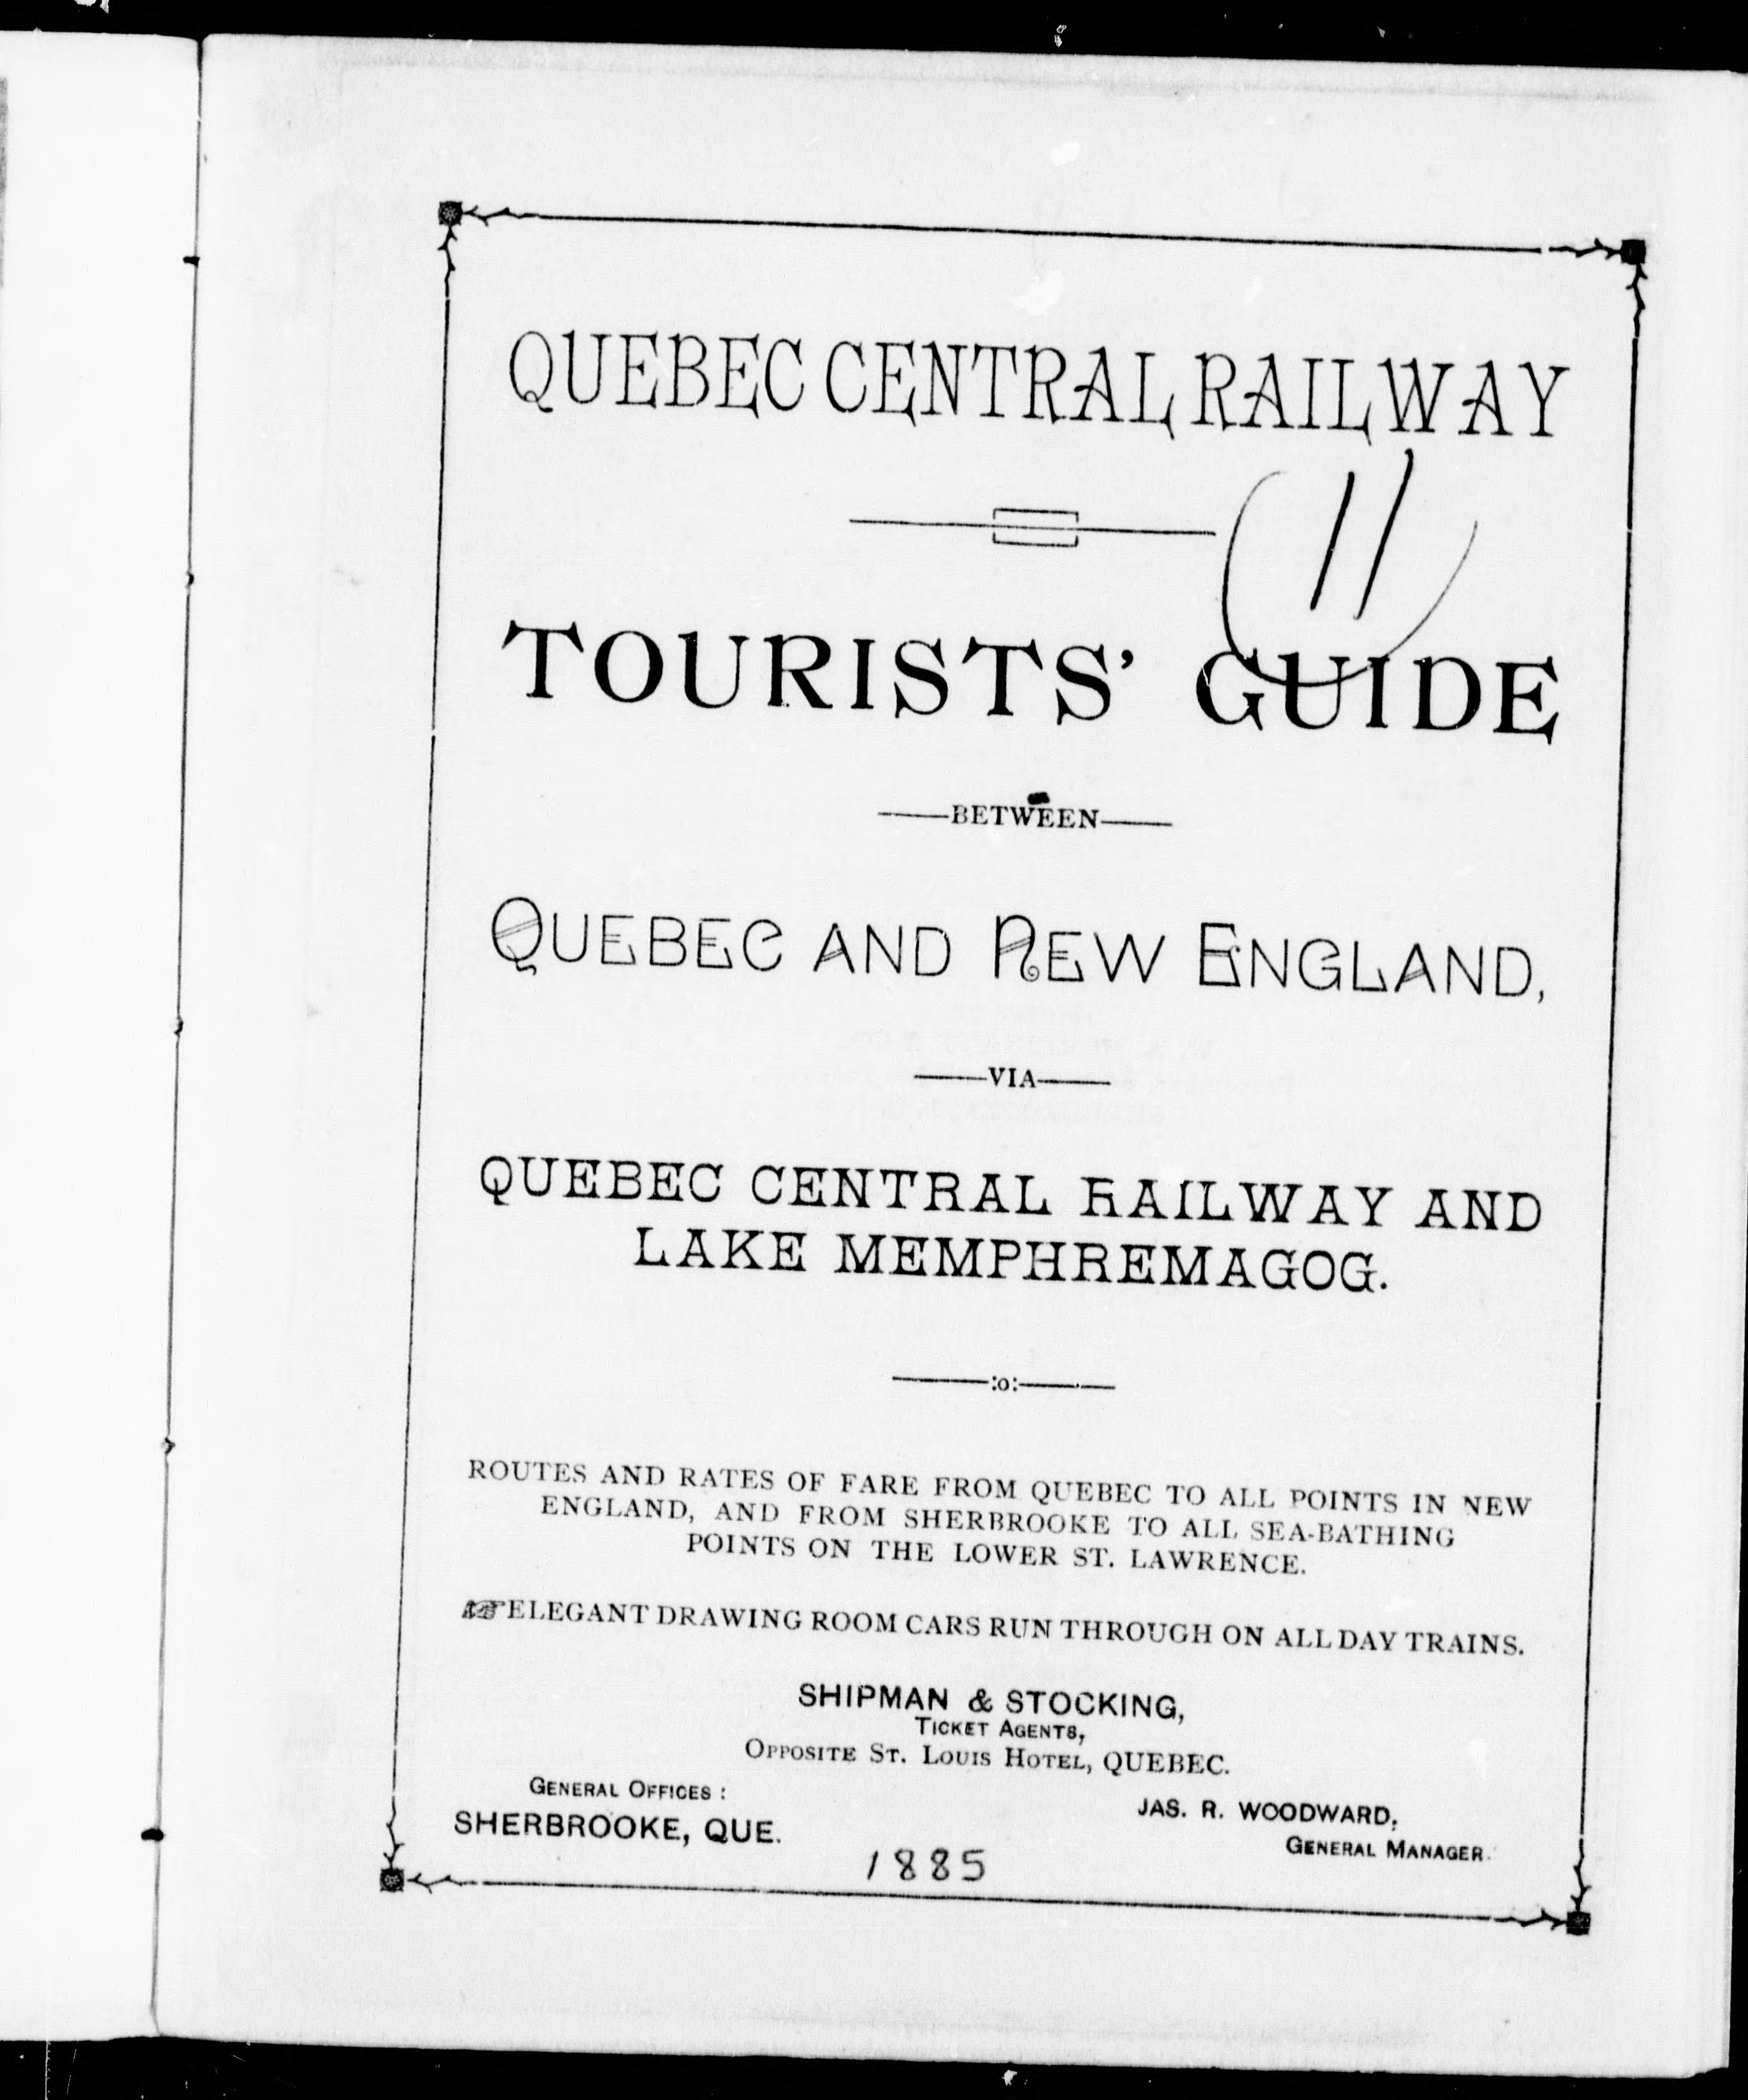 QUEBEC CENTRAL RAILWAY
11
TOURISTS' GUIDE
BETWEEN
QUEBEC AND NEW ENGLAND,
VIA
QUEBEC CENTRAL RAILWAY AND
LAKE MEMPHREMAGOG.
:o:
ROUTES AND RATES OF FARE FROM QUEBEC TO ALL POINTS IN NEW
ENGLAND, AND FROM SHERBROOKE TO ALL SEA-BATHING
POINTS ON THE LOWER ST. LAWRENCE.
☞ELEGANT DRAWING ROOM CARS RUN THROUGH ON ALL DAY TRAINS.
SHIPMAN & STOCKING,
TICKET AGENTS,
OPPOSITE ST. LOUIS HOTEL, QUEBEC.
GENERAL OFFICES :
SHERBROOKE, QUE.
JAS. R. WOODWARD,
GENERAL MANAGER.
1885